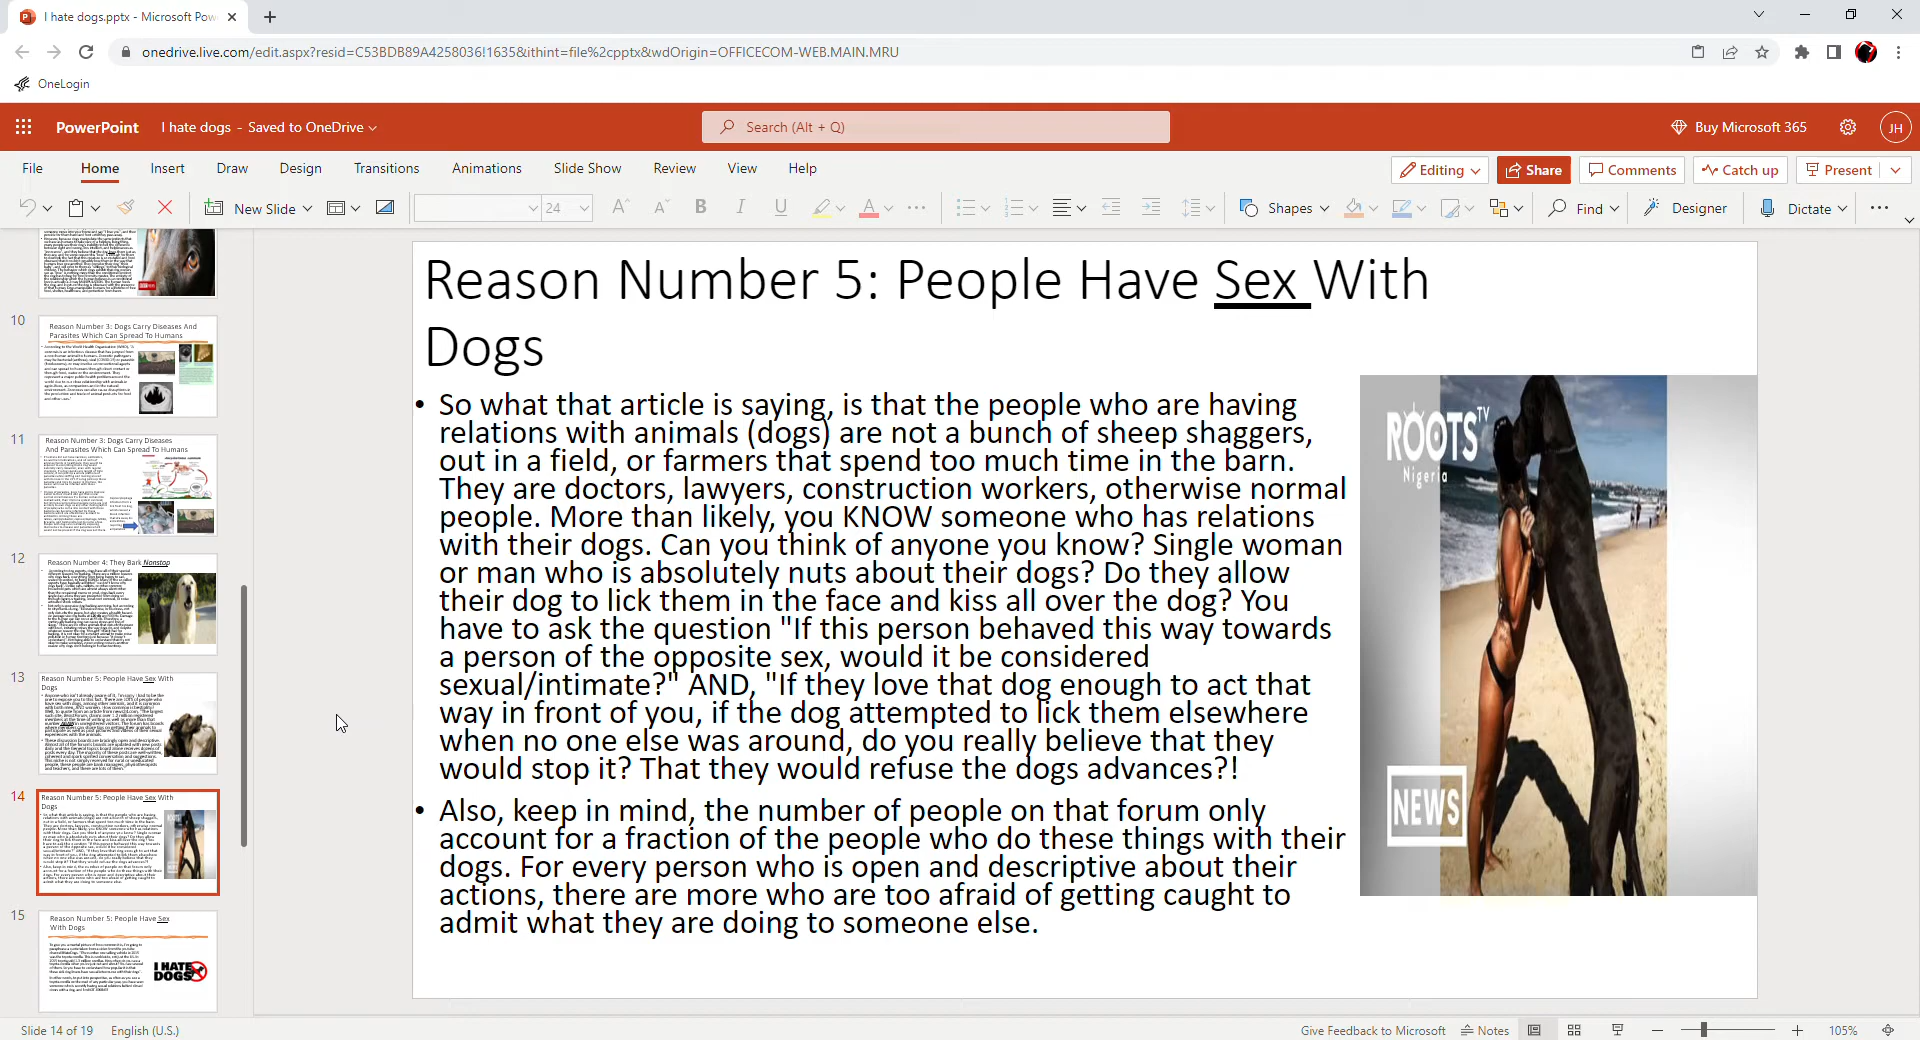 I hate dogs.pptx - Microsoft Pow
onedrive.live.com/edit.aspx?resid=C53BDB89A4258036!1635&ithint=file%2cpptx&wdOrigin=OFFICECOM-WEB.MAIN.MRU
OneLogin
PowerPoint I hate dogs - Saved to OneDrive
Search (Alt + Q)
Buy Microsoft 365
JH
File Home Insert Draw Design Transitions Animations Slide Show Review View Help
Editing Share Comments Catch up Present
New Slide 24 A A B I U A Shapes Find Designer Dictate
10
Reason Number 3: Dogs Carry Diseases And
Parasites Which Can Spread To Humans
11
Reason Number 3: Dogs Carry Diseases
And Parasites Which Can Spread To Humans
12
Reason Number 4: They Bark Nonstop
13
Reason Number 5: People Have Sex With
Dogs
14
Reason Number 5: People Have Sex With
Dogs
15
Reason Number 5: People Have Sex
With Dogs
I HATE
DOGS
Reason Number 5: People Have Sex With
Dogs
• So what that article is saying, is that the people who are having
relations with animals (dogs) are not a bunch of sheep shaggers,
out in a field, or farmers that spend too much time in the barn.
They are doctors, lawyers, construction workers, otherwise normal
people. More than likely, you KNOW someone who has relations
with their dogs. Can you think of anyone you know? Single woman
or man who is absolutely nuts about their dogs? Do they allow
their dog to lick them in the face and kiss all over the dog? You
have to ask the question "If this person behaved this way towards
a person of the opposite sex, would it be considered
sexual/intimate?" AND, "If they love that dog enough to act that
way in front of you, if the dog attempted to lick them elsewhere
when no one else was around, do you really believe that they
would stop it? That they would refuse the dogs advances?!
• Also, keep in mind, the number of people on that forum only
account for a fraction of the people who do these things with their
dogs. For every person who is open and descriptive about their
actions, there are more who are too afraid of getting caught to
admit what they are doing to someone else.
ROOTS TV
Nigeria
NEWS
Slide 14 of 19 English (U.S.)
Give Feedback to Microsoft Notes 105%